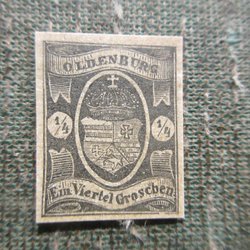 OLDENBURG
1/4 1/4
Ein Viertel Groschen